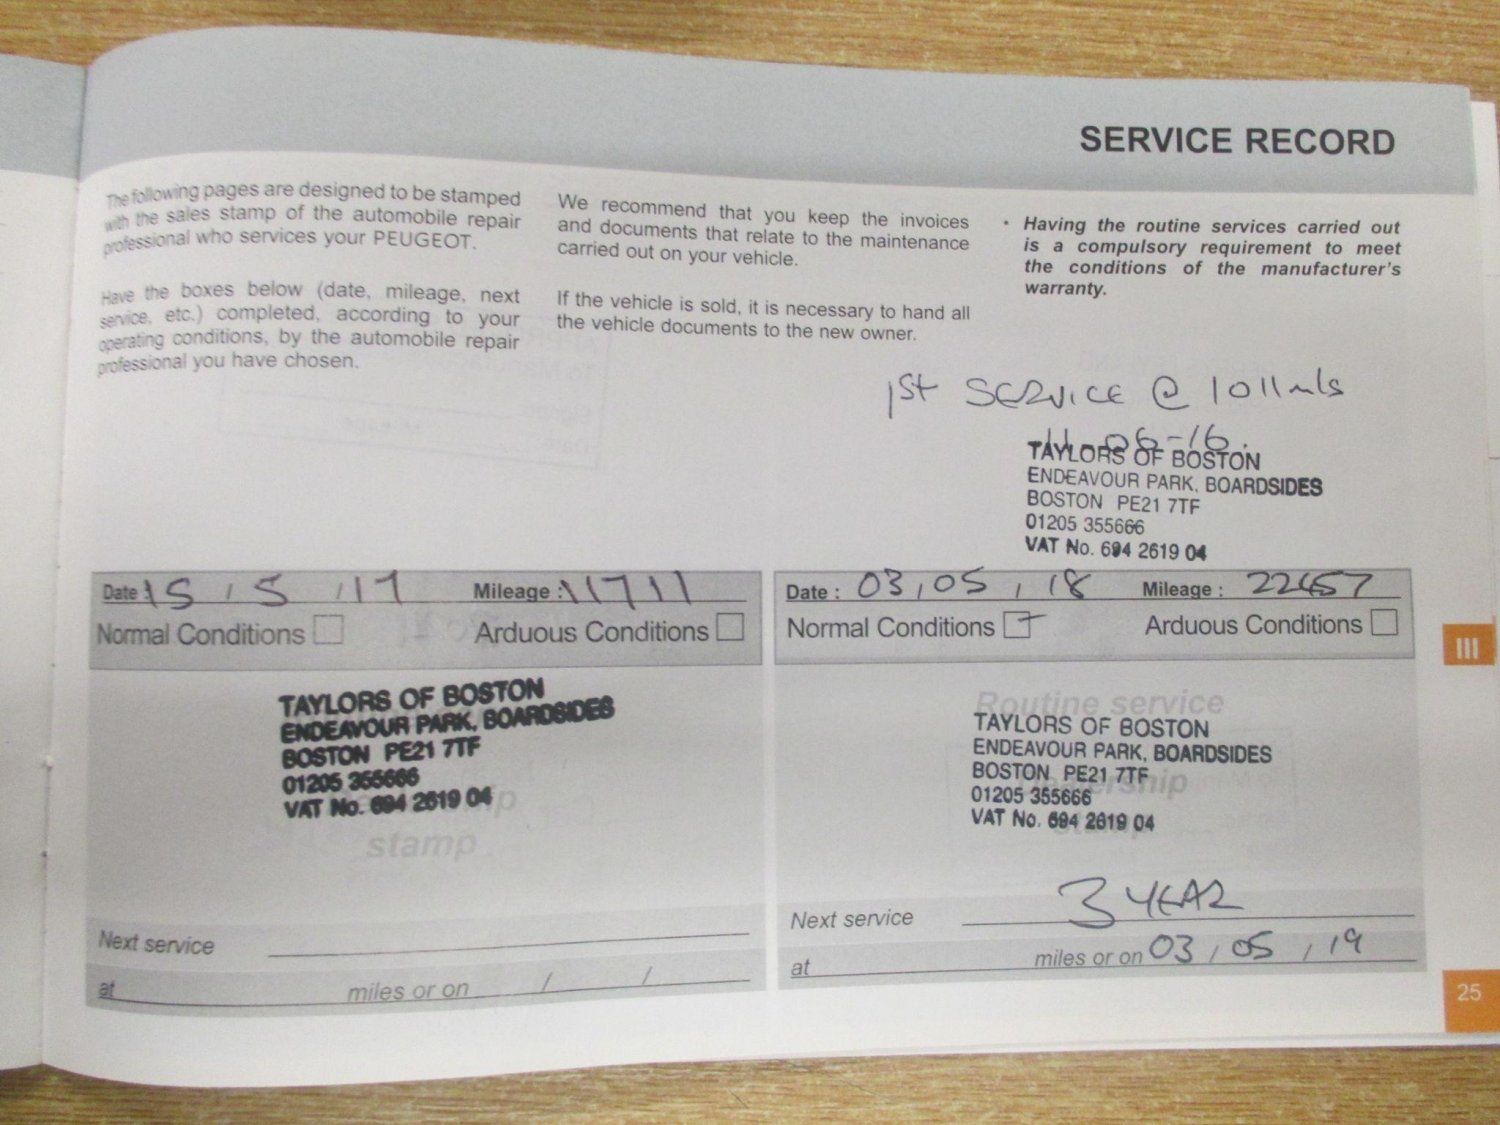 SERVICE RECORD
The following pages are designed to be stamped
with the sales stamp of the automobile repair
professional who services your PEUGEOT.
Have the boxes below (date, mileage, next
service, etc.) completed, according to your
operating conditions, by the automobile repair
professional you have chosen.
We recommend that you keep the invoices
and documents that relate to the maintenance
carried out on your vehicle.
If the vehicle is sold, it is necessary to hand all
the vehicle documents to the new owner.
• Having the routine services carried out
is a compulsory requirement to meet
the conditions of the manufacturer's
warranty.
1ST SERVICE @ 1011mls
11-06-16.
TAYLORS OF BOSTON
ENDEAVOUR PARK, BOARDSIDES
BOSTON PE21 7TF
01205 355666
VAT No. 694 2619 04
Date : 15 / 5 / 17 Mileage : 11711
Normal Conditions Arduous Conditions
TAYLORS OF BOSTON
ENDEAVOUR PARK, BOARDSIDES
BOSTON PE21 7TF
01205 355666
VAT No. 694 2619 04
stamp
Next service
at miles or on / /
Date : 03 / 05 / 18 Mileage : 22657
Normal Conditions Arduous Conditions
Routine service
TAYLORS OF BOSTON
ENDEAVOUR PARK, BOARDSIDES
BOSTON PE21 7TF
01205 355666
VAT No. 694 2619 04
Next service 3 YEAR
at miles or on 03 / 05 / 19
III
25